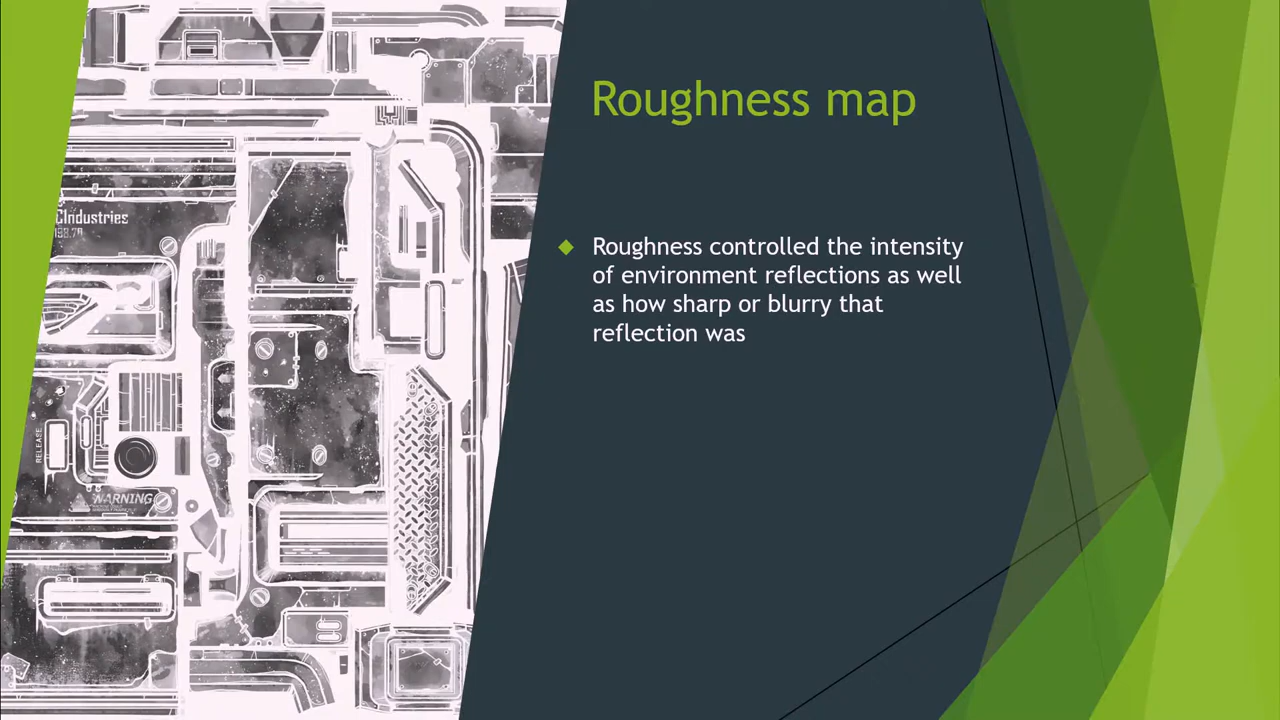 Roughness map
Roughness controlled the intensity
of environment reflections as well
as how sharp or blurry that
reflection was
CIndustries
RELEASE
WARNING